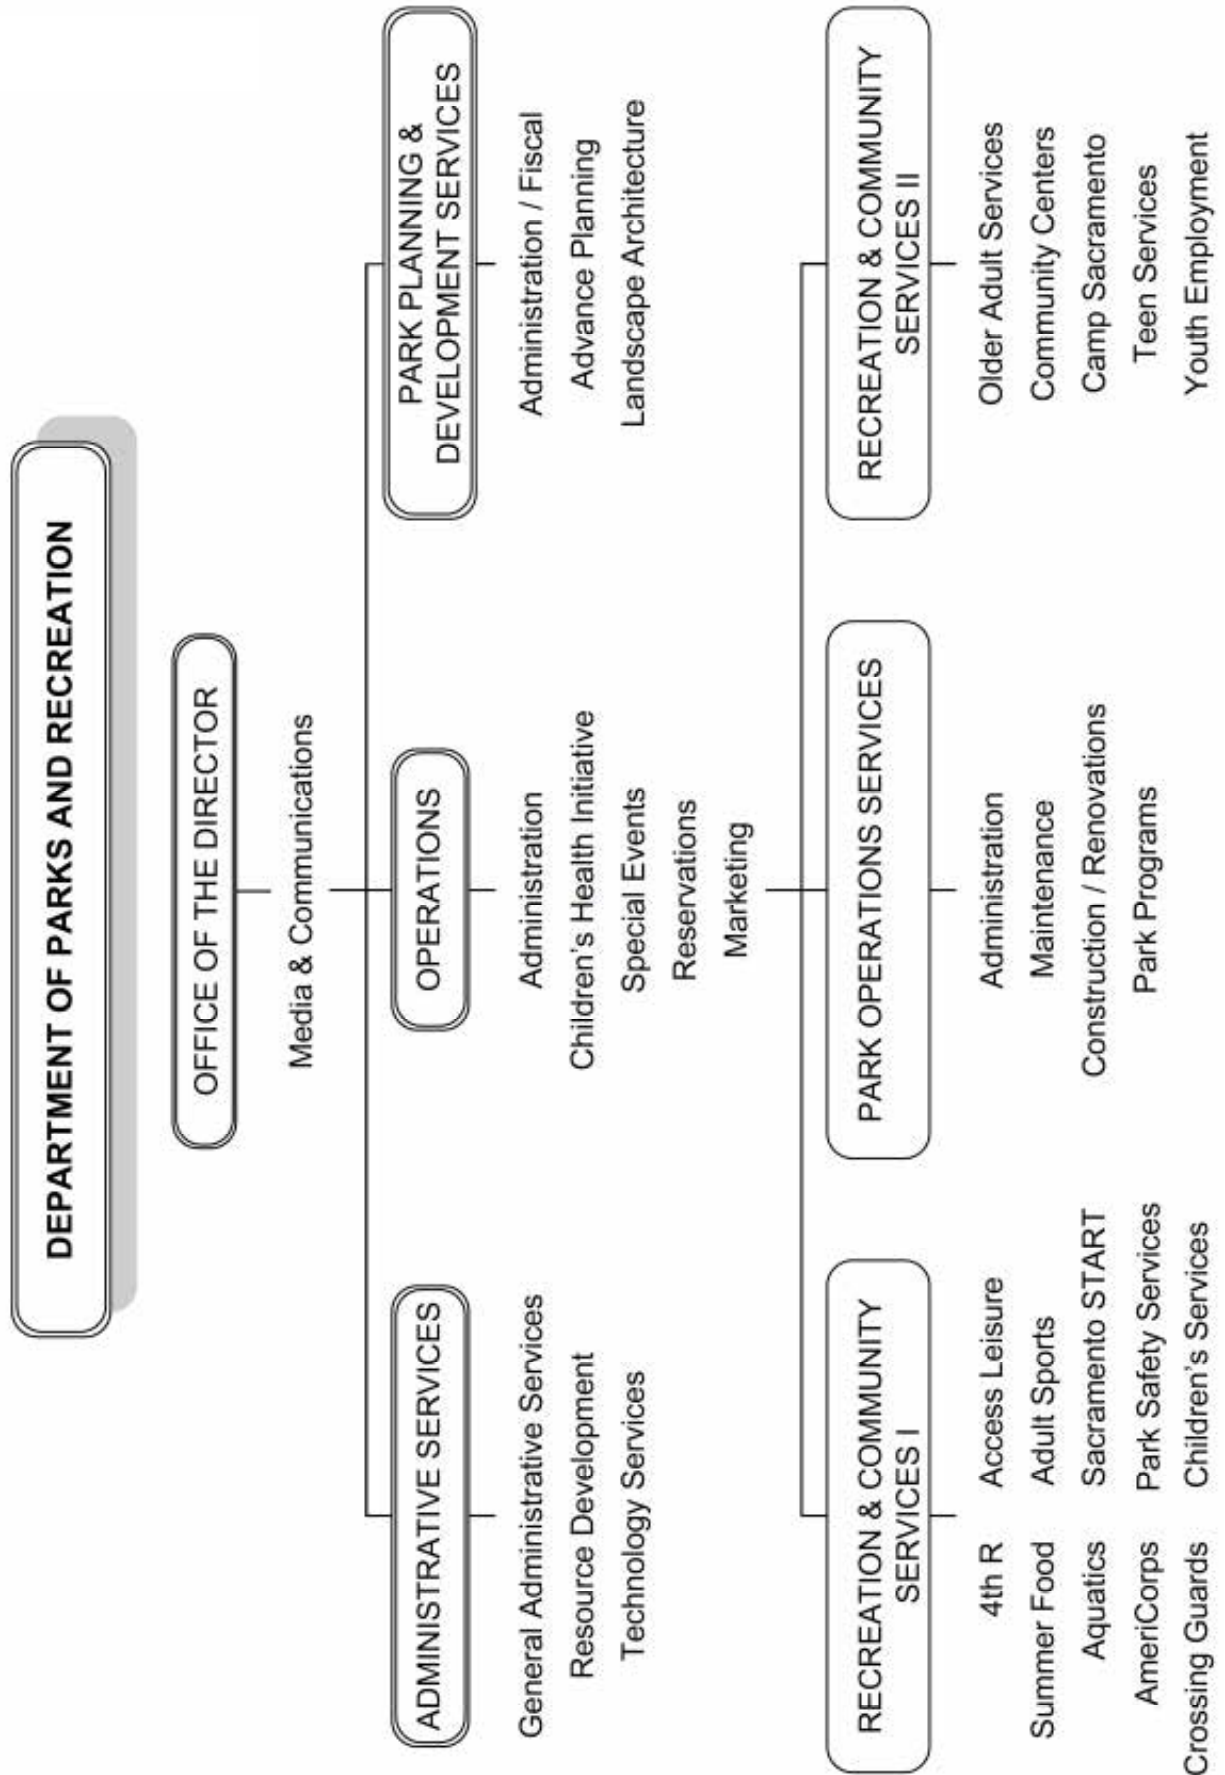 DEPARTMENT OF PARKS AND RECREATION
OFFICE OF THE DIRECTOR
Media & Communications
ADMINISTRATIVE SERVICES
General Administrative Services
Resource Development
Technology Services
OPERATIONS
Administration
Children's Health Initiative
Special Events
Reservations
Marketing
PARK PLANNING &
DEVELOPMENT SERVICES
Administration / Fiscal
Advance Planning
Landscape Architecture
RECREATION & COMMUNITY
SERVICES I
4th R
Summer Food
Aquatics
AmeriCorps
Crossing Guards
Access Leisure
Adult Sports
Sacramento START
Park Safety Services
Children's Services
PARK OPERATIONS SERVICES
Administration
Maintenance
Construction / Renovations
Park Programs
RECREATION & COMMUNITY
SERVICES II
Older Adult Services
Community Centers
Camp Sacramento
Teen Services
Youth Employment